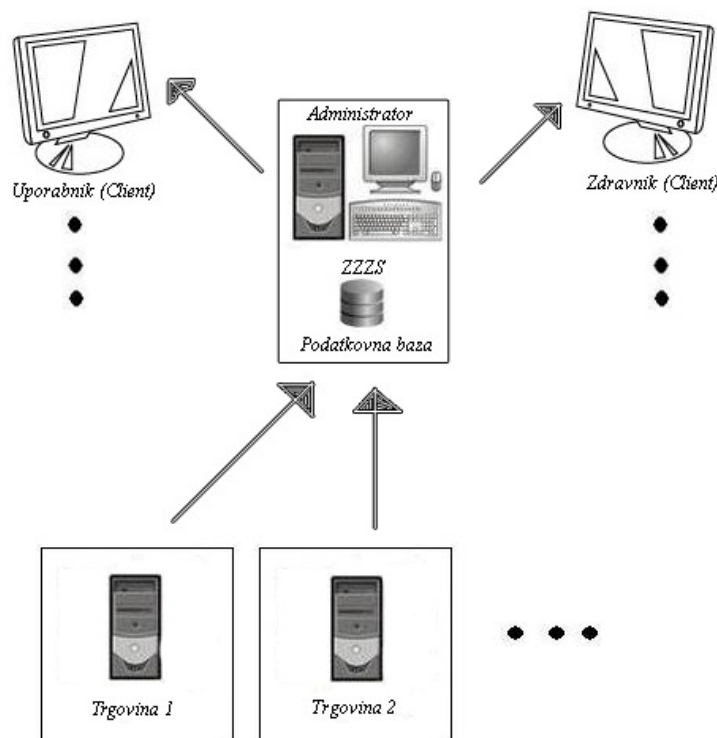 Administrator
Uporabnik (Client)
Zdravnik (Client)
ZZZS
Podatkovna baza
Trgovina 1
Trgovina 2